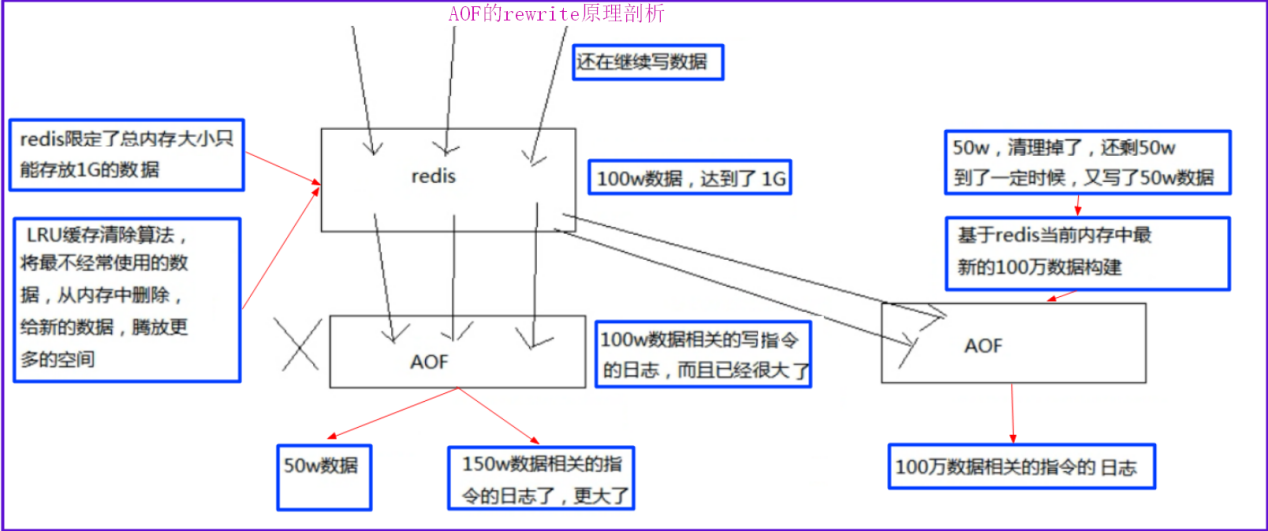 AOF的rewrite原理剖析
还在继续写数据
redis限定了总内存大小只
能存放1G的数据
redis
100w数据，达到了 1G
50w，清理掉了，还剩50w
到了一定时候，又写了50w数据
LRU缓存清除算法，
将最不经常使用的数
据，从内存中删除，
给新的数据，腾放更
多的空间
基于redis当前内存中最
新的100万数据构建
AOF
100w数据相关的写指令
的日志，而且已经很大了
AOF
50w数据
150w数据相关的指
令的日志了，更大了
100万数据相关的指令的 日志